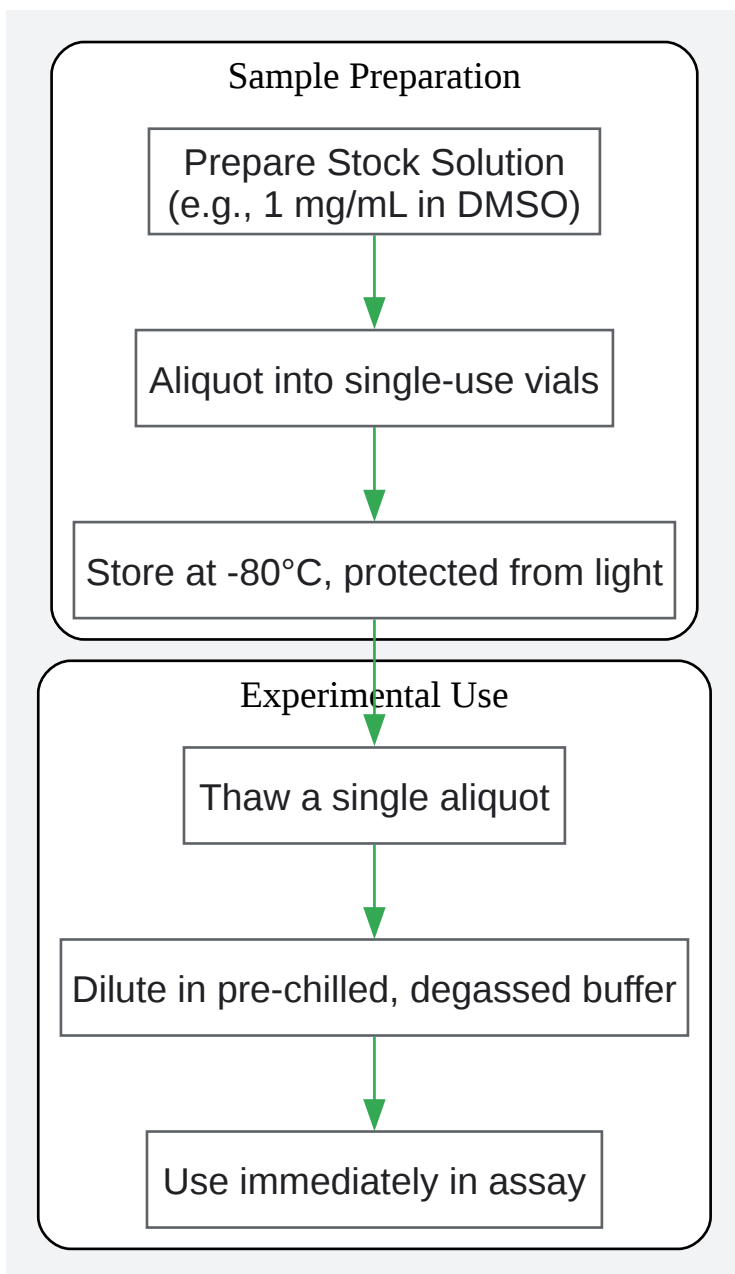 Sample Preparation
Prepare Stock Solution
(e.g., 1 mg/mL in DMSO)
Aliquot into single-use vials
Store at -80°C, protected from light
Experimental Use
Thaw a single aliquot
Dilute in pre-chilled, degassed buffer
Use immediately in assay